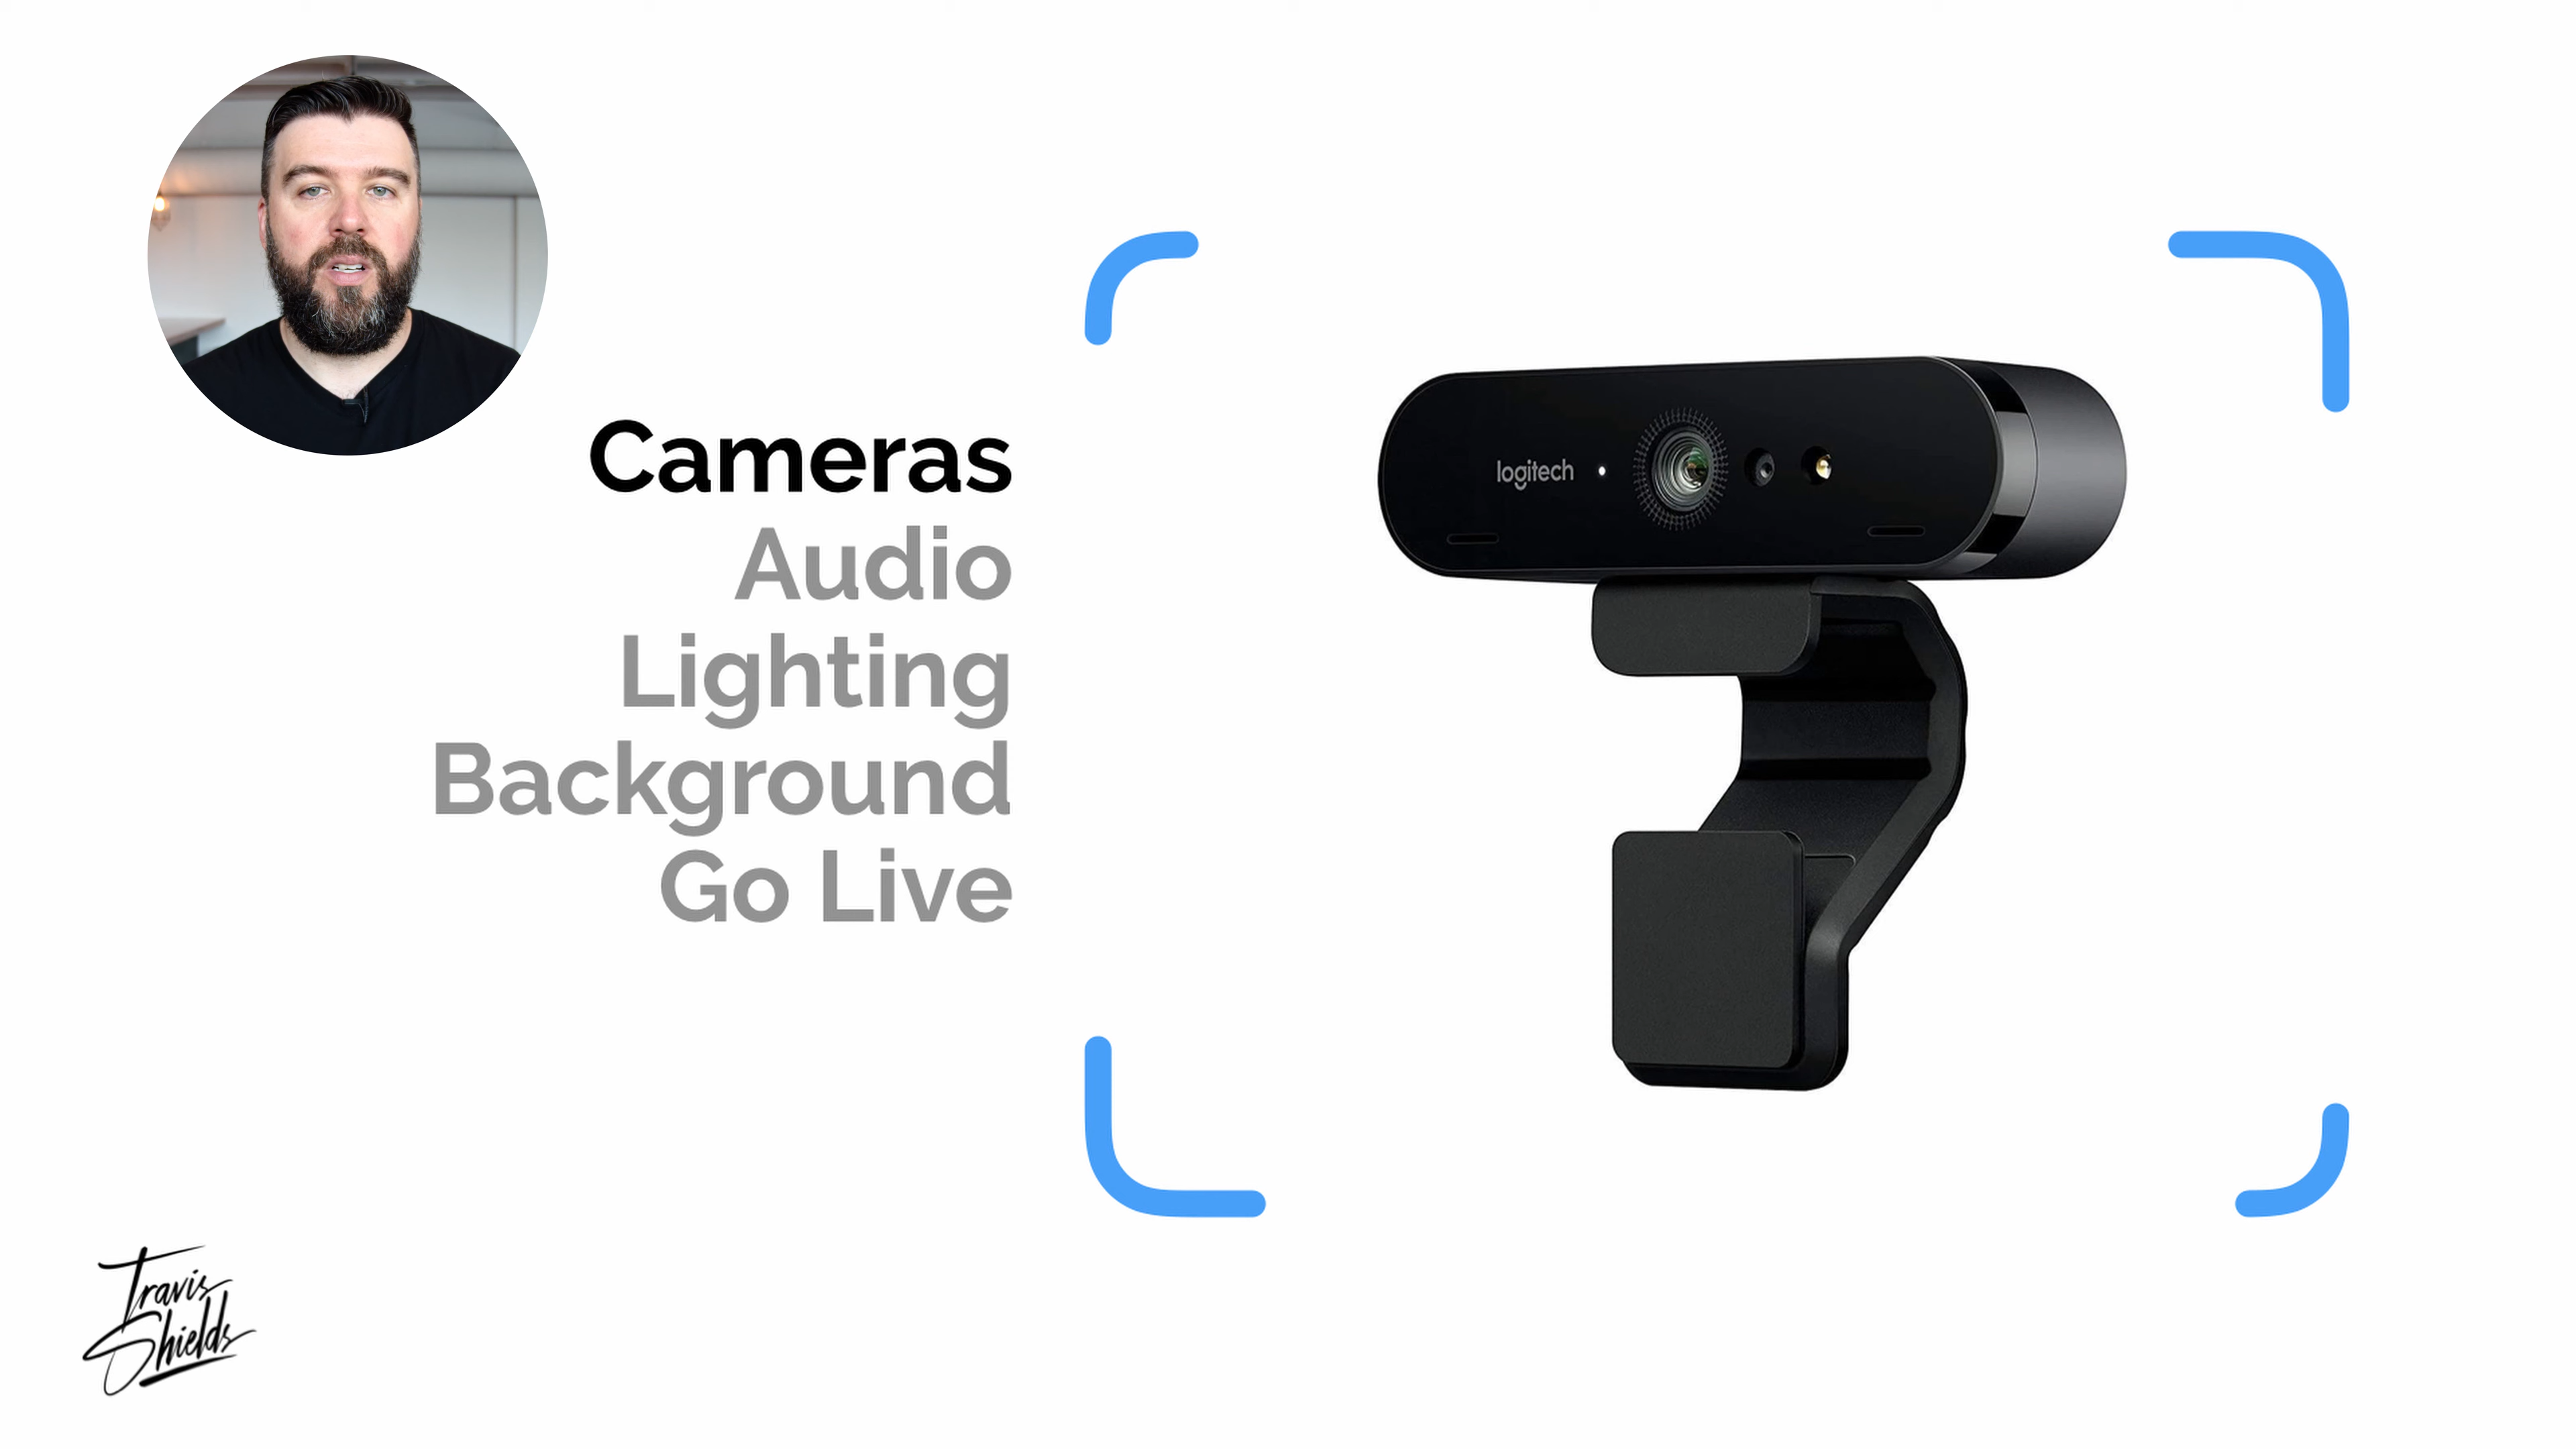 Cameras
Audio
Lighting
Background
Go Live
logitech
Travis
Shields